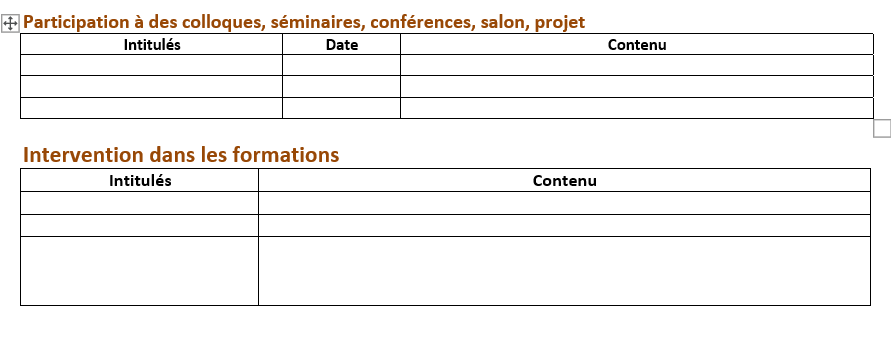 Participation à des colloques, séminaires, conférences, salon, projet
Intitulés Date Contenu
Intervention dans les formations
Intitulés Contenu